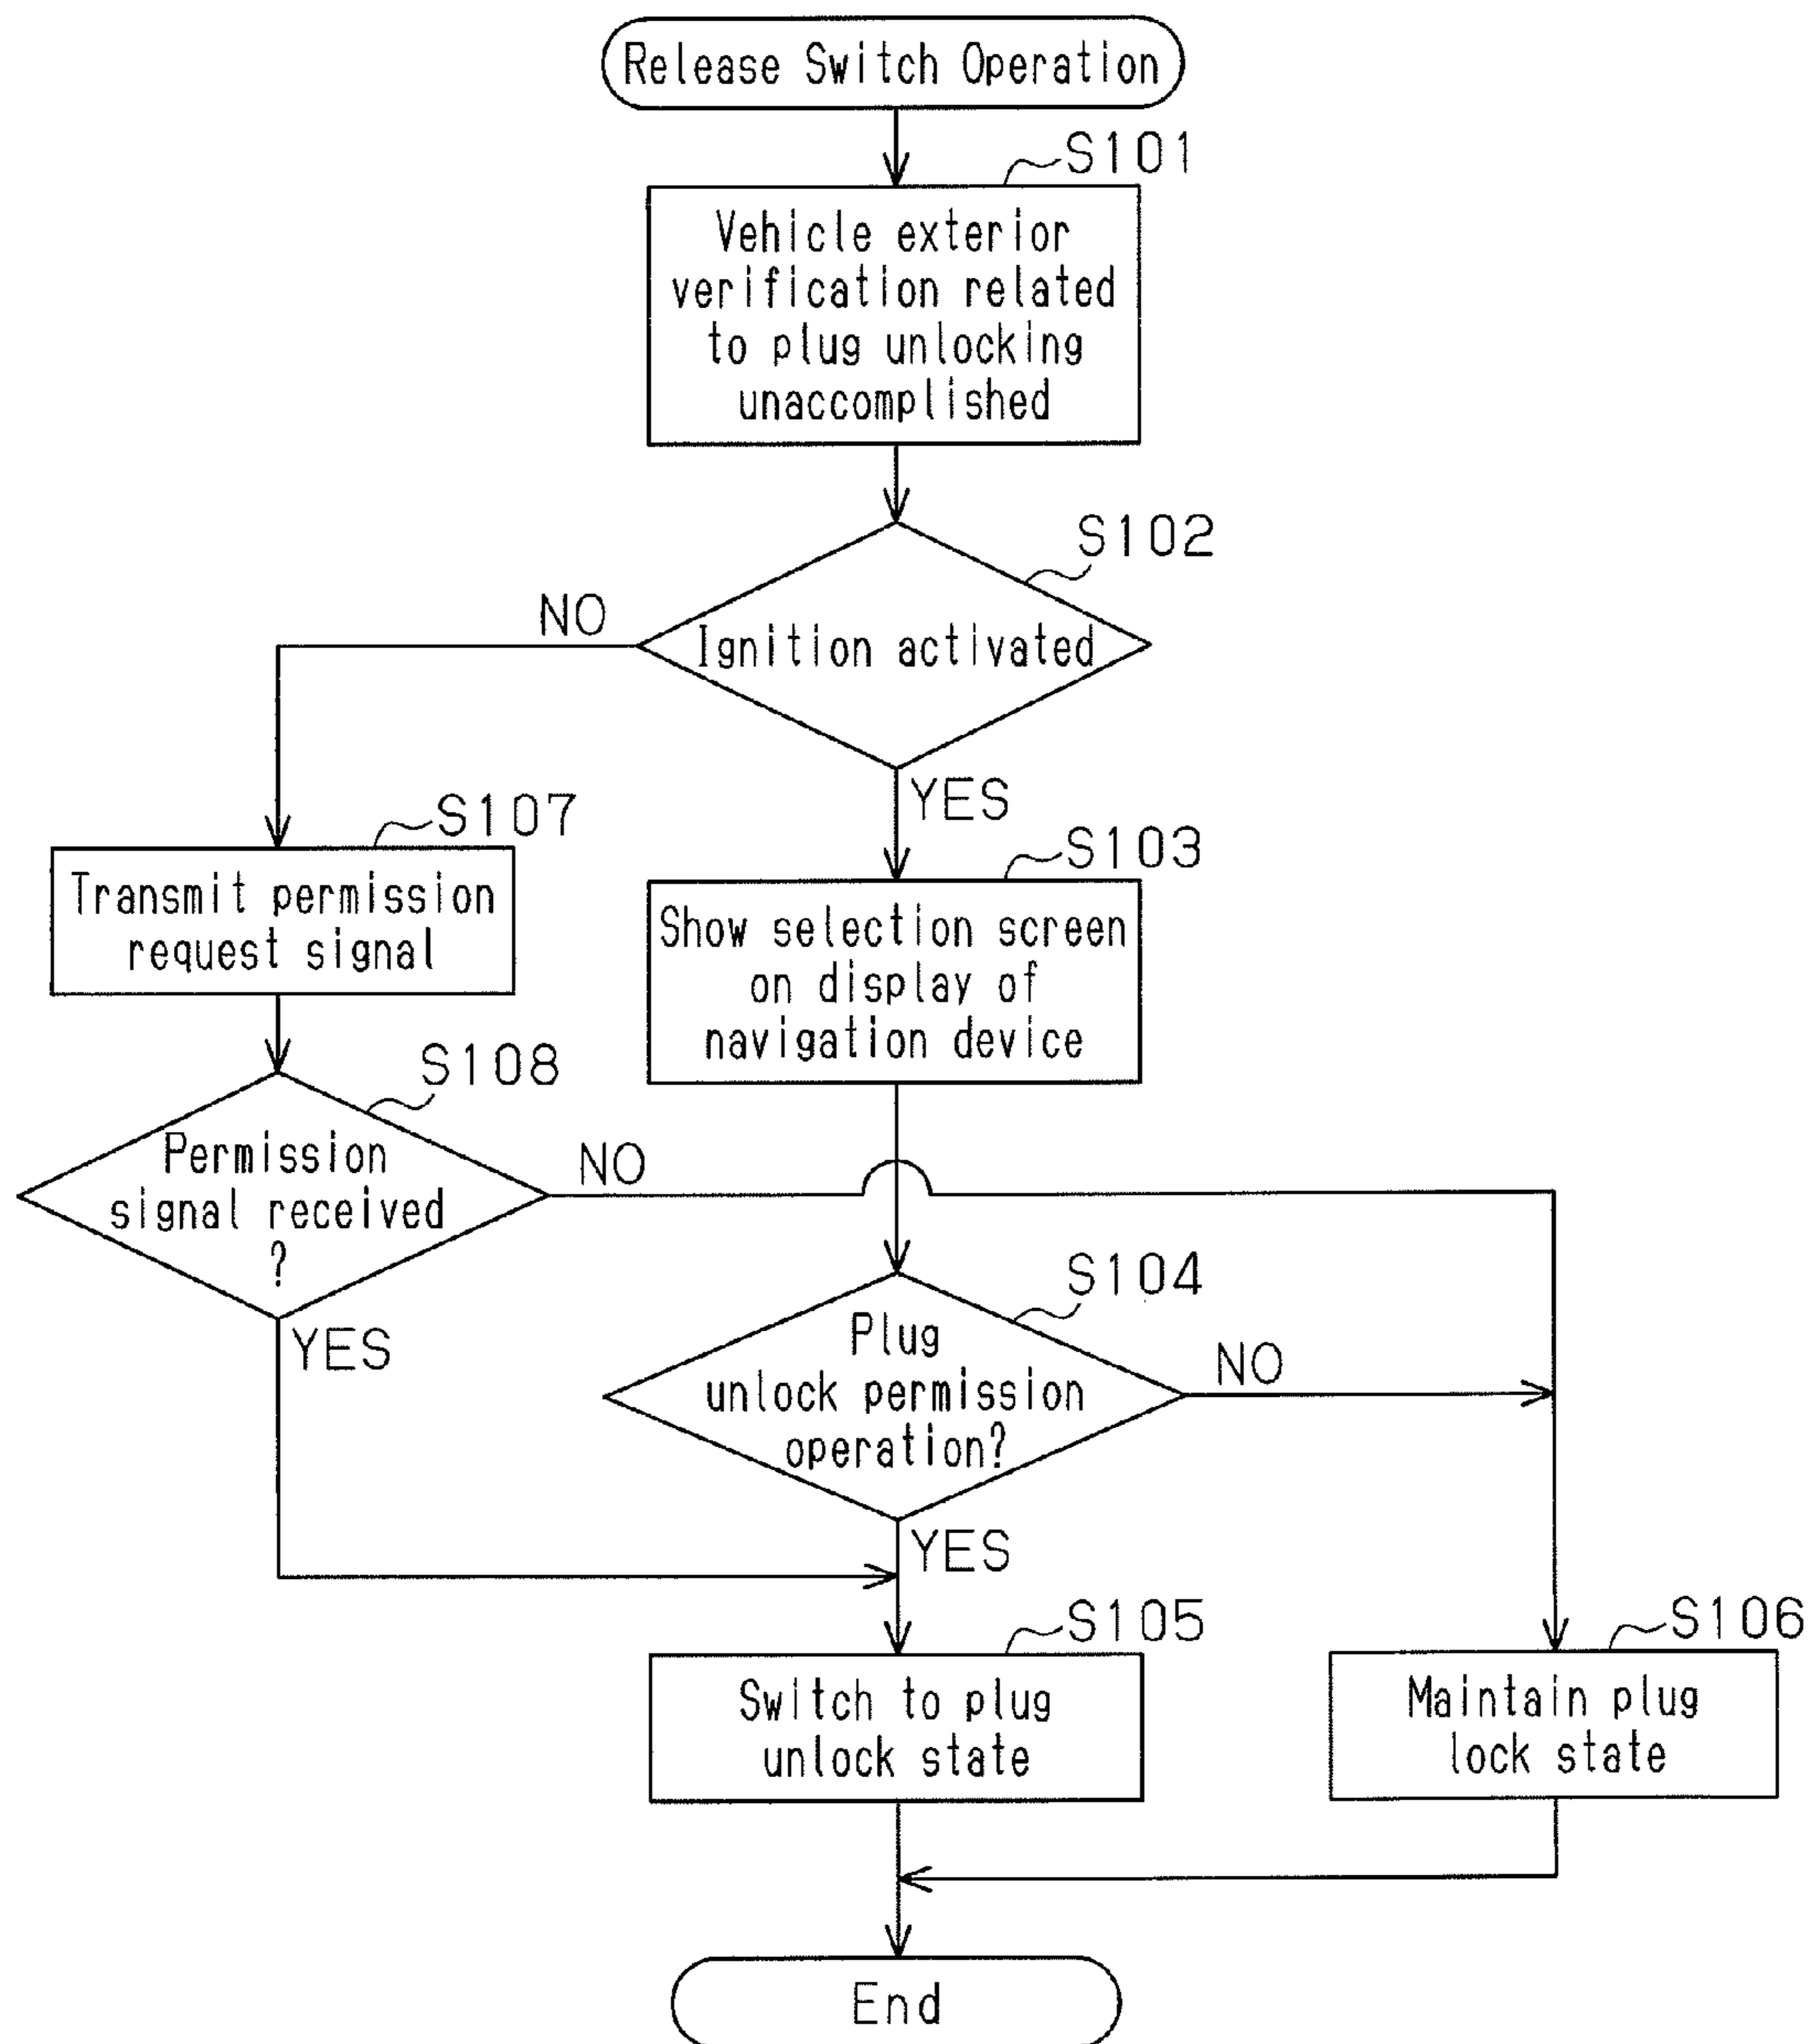 Release Switch Operation
S101
Vehicle exterior
verification related
to plug unlocking
unaccomplished
S102
NO
Ignition activated
YES
S107
Transmit permission
request signal
S103
Show selection screen
on display of
navigation device
S108
Permission
signal received
?
NO
YES
S104
Plug
unlock permission
operation?
NO
YES
S105
Switch to plug
unlock state
S106
Maintain plug
lock state
End